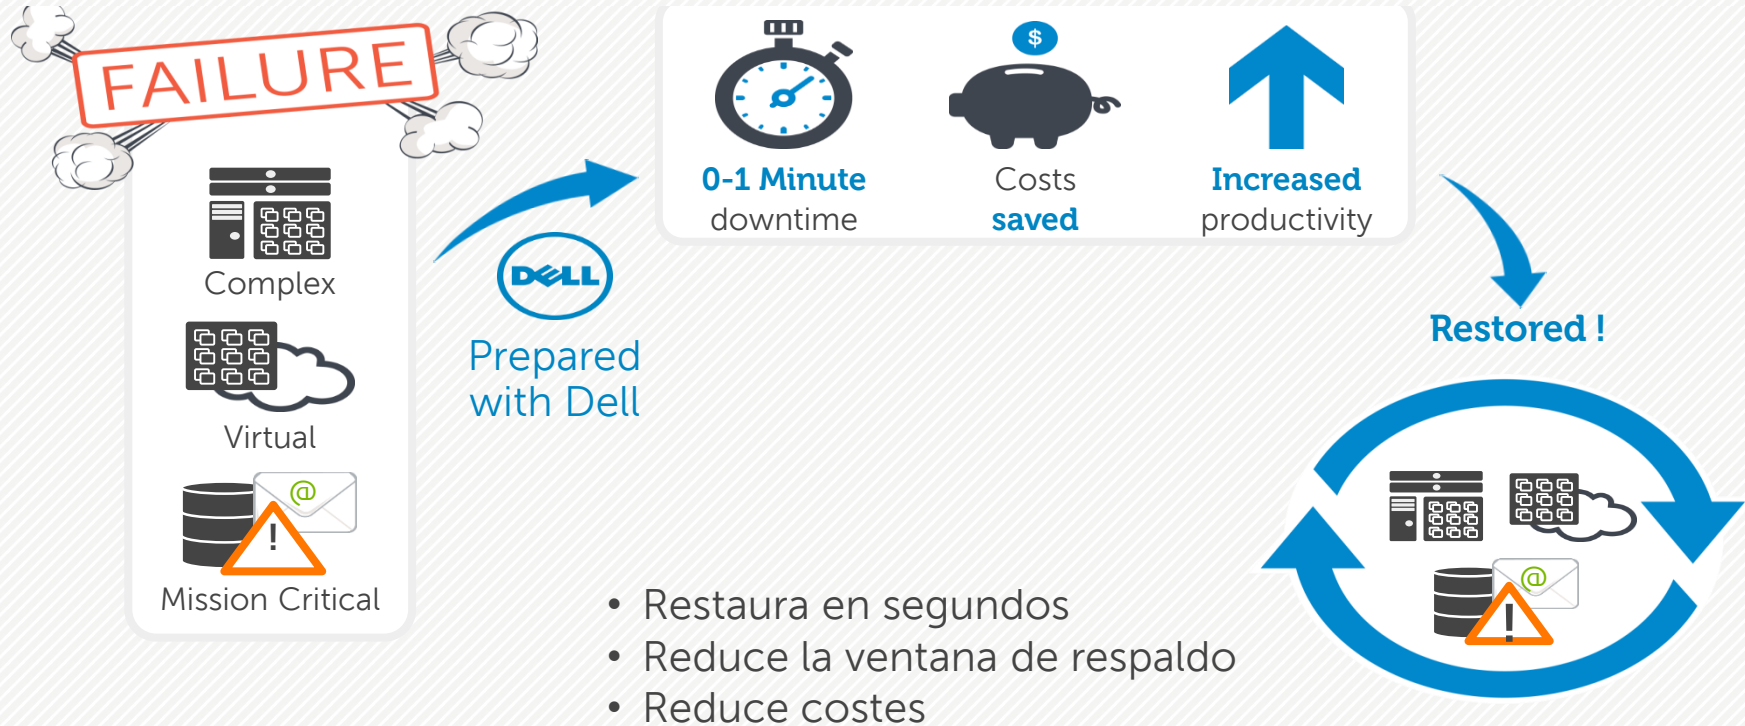 FAILURE
Complex
Virtual
@
!
Mission Critical
DELL
Prepared
with Dell
$
0-1 Minute
downtime
Costs
saved
Increased
productivity
Restored !
@
!
• Restaura en segundos
• Reduce la ventana de respaldo
• Reduce costes